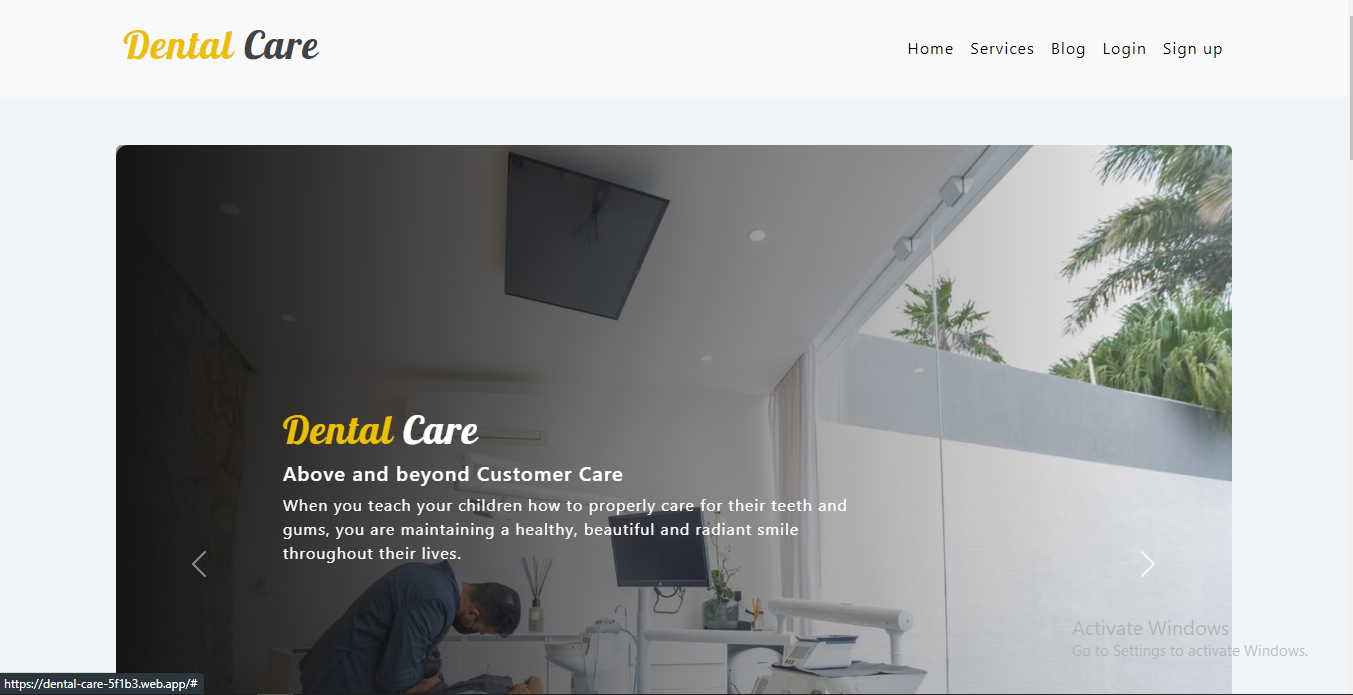 Dental Care
Home Services Blog Login Sign up
Dental Care
Above and beyond Customer Care
When you teach your children how to properly care for their teeth and
gums, you are maintaining a healthy, beautiful and radiant smile
throughout their lives.
Activate Windows
Go to Settings to activate Windows.
https://dental-care-5f1b3.web.app/#